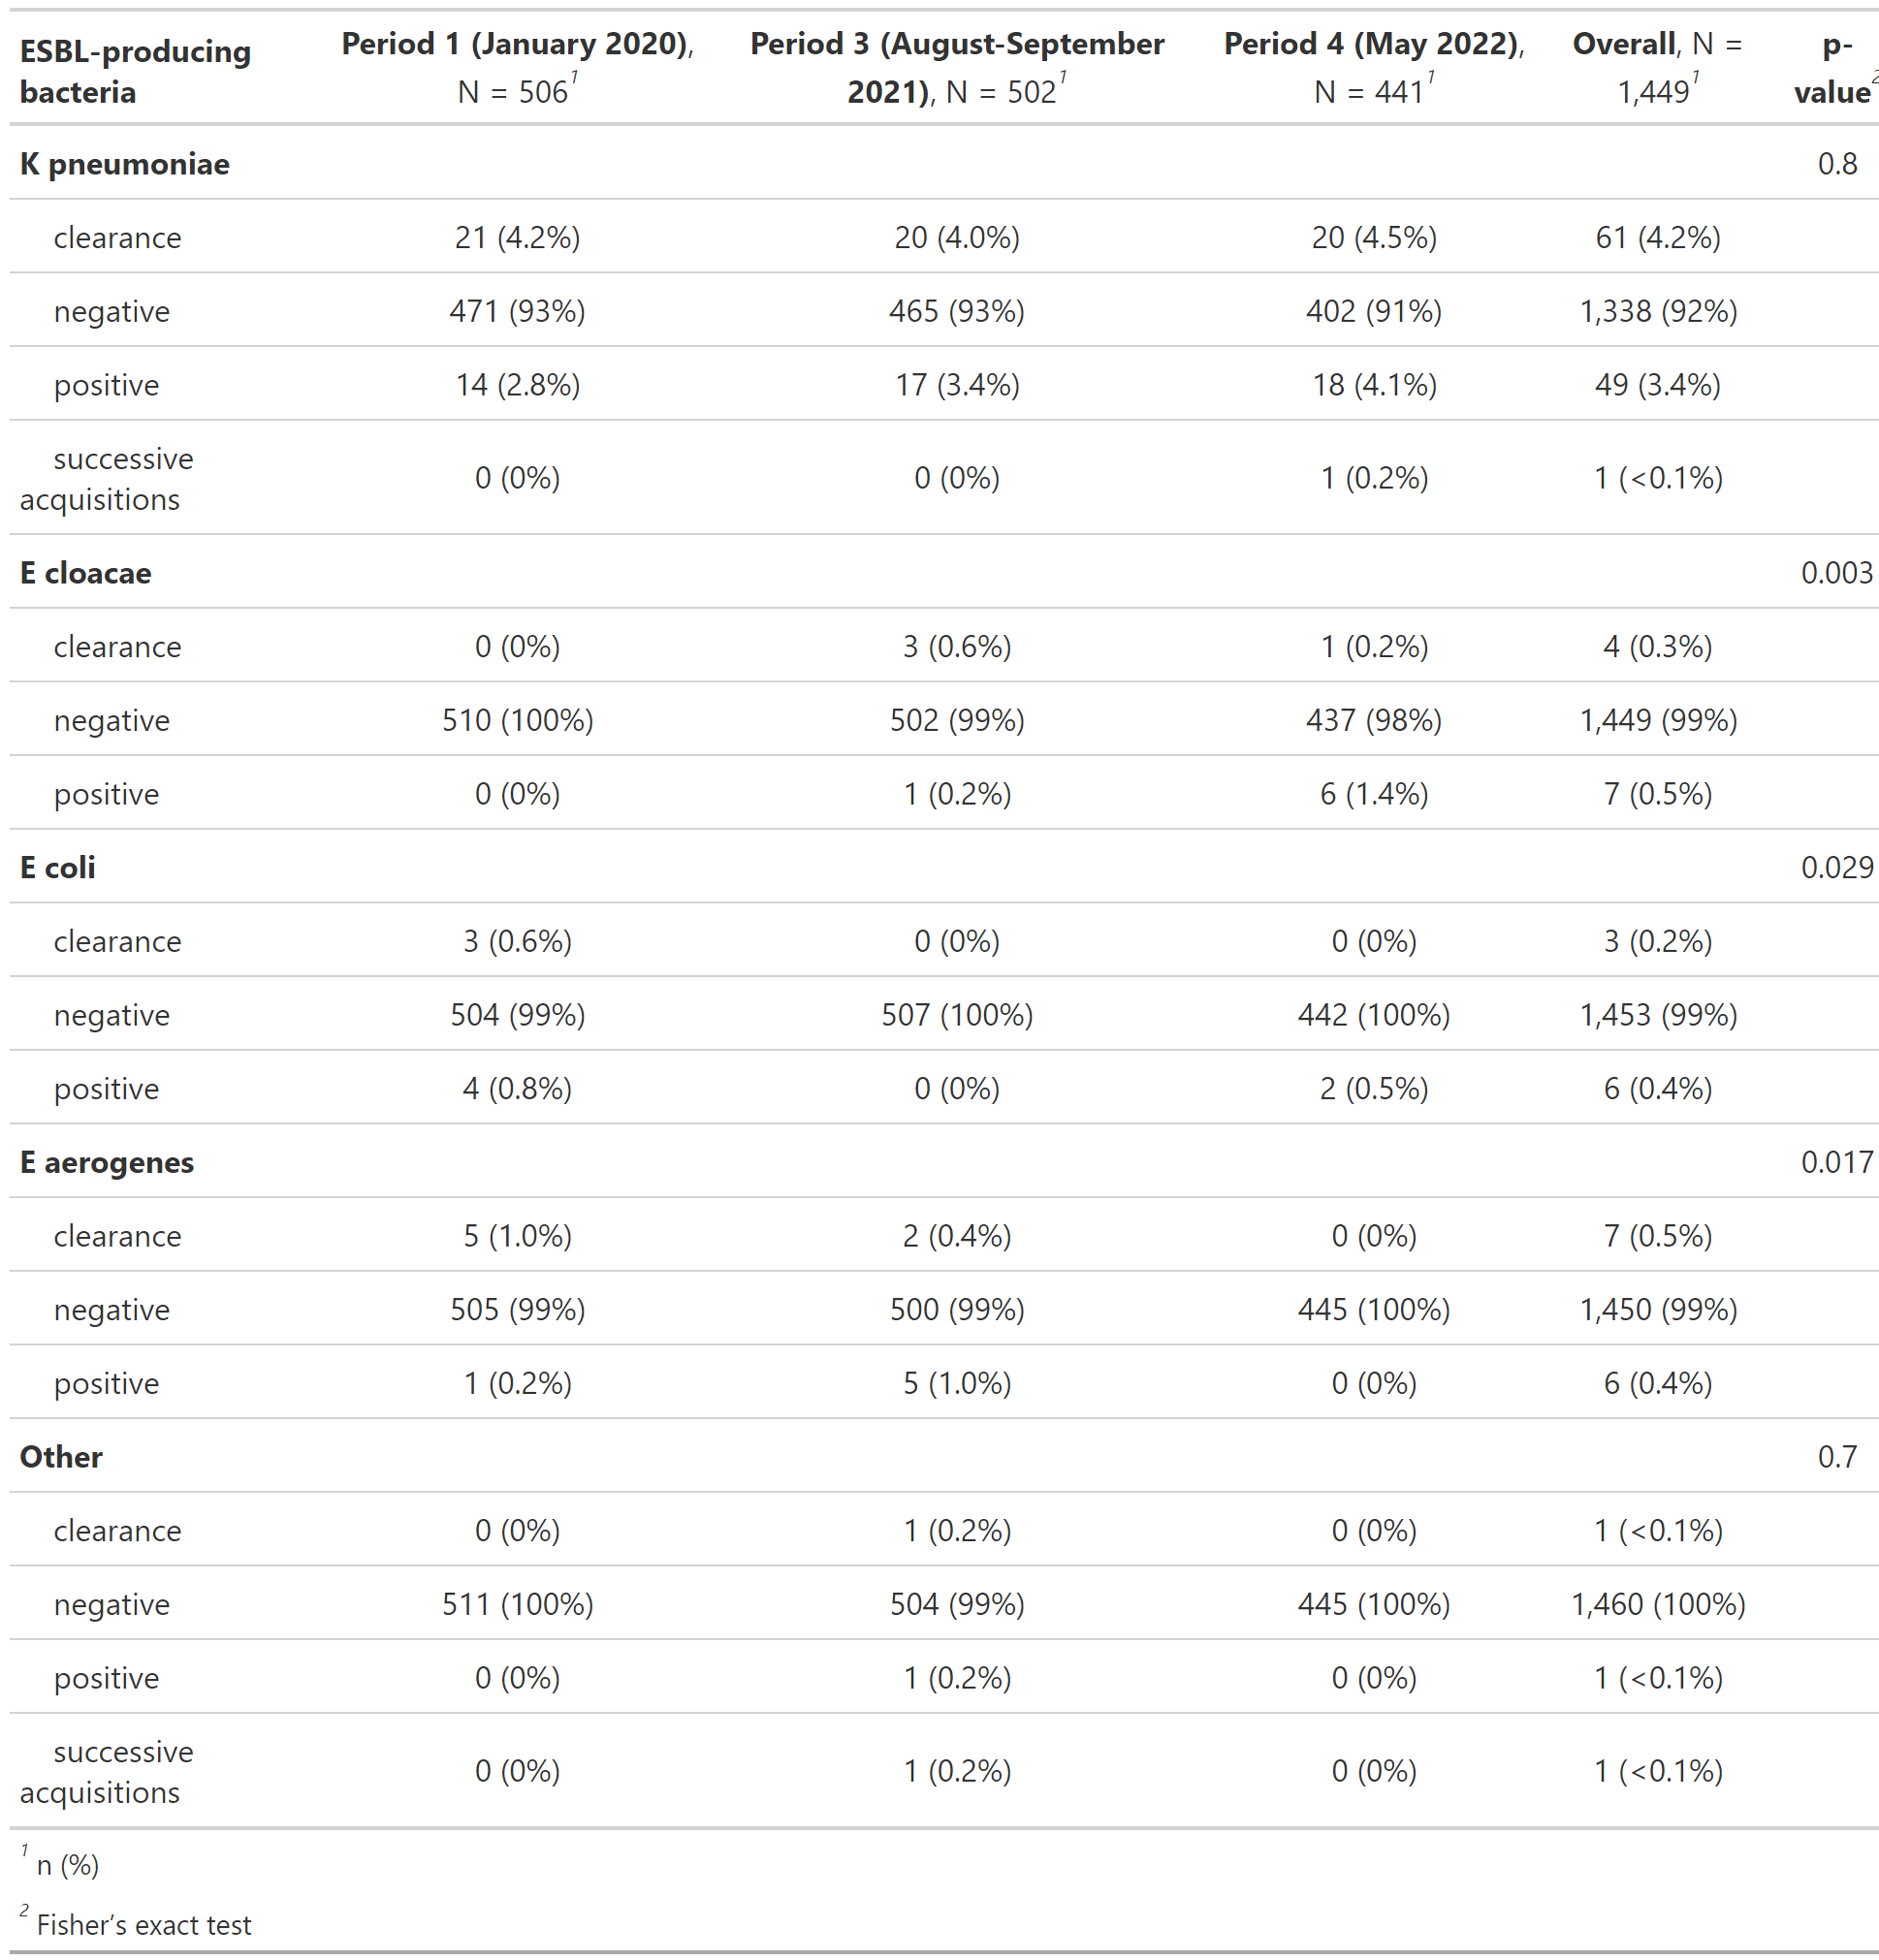 ESBL-producing bacteria Period 1 (January 2020), N = 506¹ Period 3 (August-September 2021), N = 502¹ Period 4 (May 2022), N = 441¹ Overall, N = 1,449¹ p-value²
K pneumoniae 0.8
clearance 21 (4.2%) 20 (4.0%) 20 (4.5%) 61 (4.2%)
negative 471 (93%) 465 (93%) 402 (91%) 1,338 (92%)
positive 14 (2.8%) 17 (3.4%) 18 (4.1%) 49 (3.4%)
successive acquisitions 0 (0%) 0 (0%) 1 (0.2%) 1 (<0.1%)
E cloacae 0.003
clearance 0 (0%) 3 (0.6%) 1 (0.2%) 4 (0.3%)
negative 510 (100%) 502 (99%) 437 (98%) 1,449 (99%)
positive 0 (0%) 1 (0.2%) 6 (1.4%) 7 (0.5%)
E coli 0.029
clearance 3 (0.6%) 0 (0%) 0 (0%) 3 (0.2%)
negative 504 (99%) 507 (100%) 442 (100%) 1,453 (99%)
positive 4 (0.8%) 0 (0%) 2 (0.5%) 6 (0.4%)
E aerogenes 0.017
clearance 5 (1.0%) 2 (0.4%) 0 (0%) 7 (0.5%)
negative 505 (99%) 500 (99%) 445 (100%) 1,450 (99%)
positive 1 (0.2%) 5 (1.0%) 0 (0%) 6 (0.4%)
Other 0.7
clearance 0 (0%) 1 (0.2%) 0 (0%) 1 (<0.1%)
negative 511 (100%) 504 (99%) 445 (100%) 1,460 (100%)
positive 0 (0%) 1 (0.2%) 0 (0%) 1 (<0.1%)
successive acquisitions 0 (0%) 1 (0.2%) 0 (0%) 1 (<0.1%)
¹ n (%)
² Fisher’s exact test